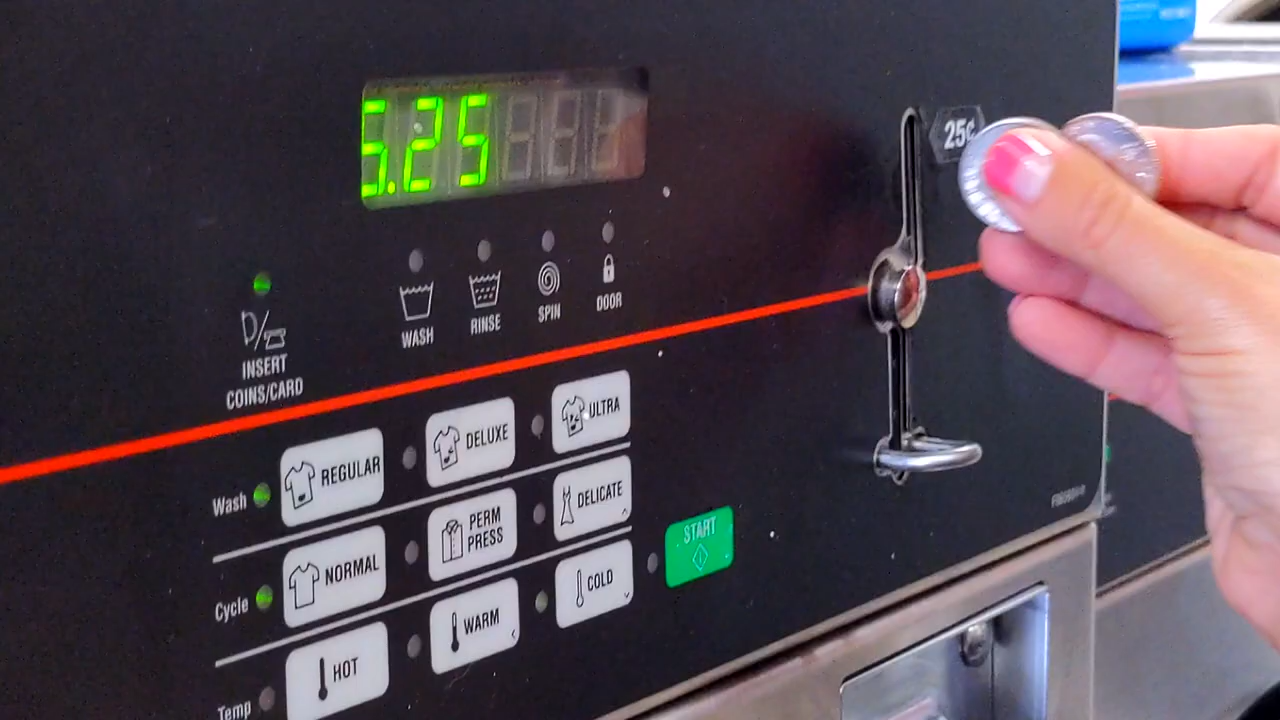 5.25
25¢
WASH
RINSE
SPIN
DOOR
INSERT
COINS/CARD
Wash
REGULAR
DELUXE
ULTRA
Cycle
NORMAL
PERM
PRESS
DELICATE
Temp
HOT
WARM
COLD
START